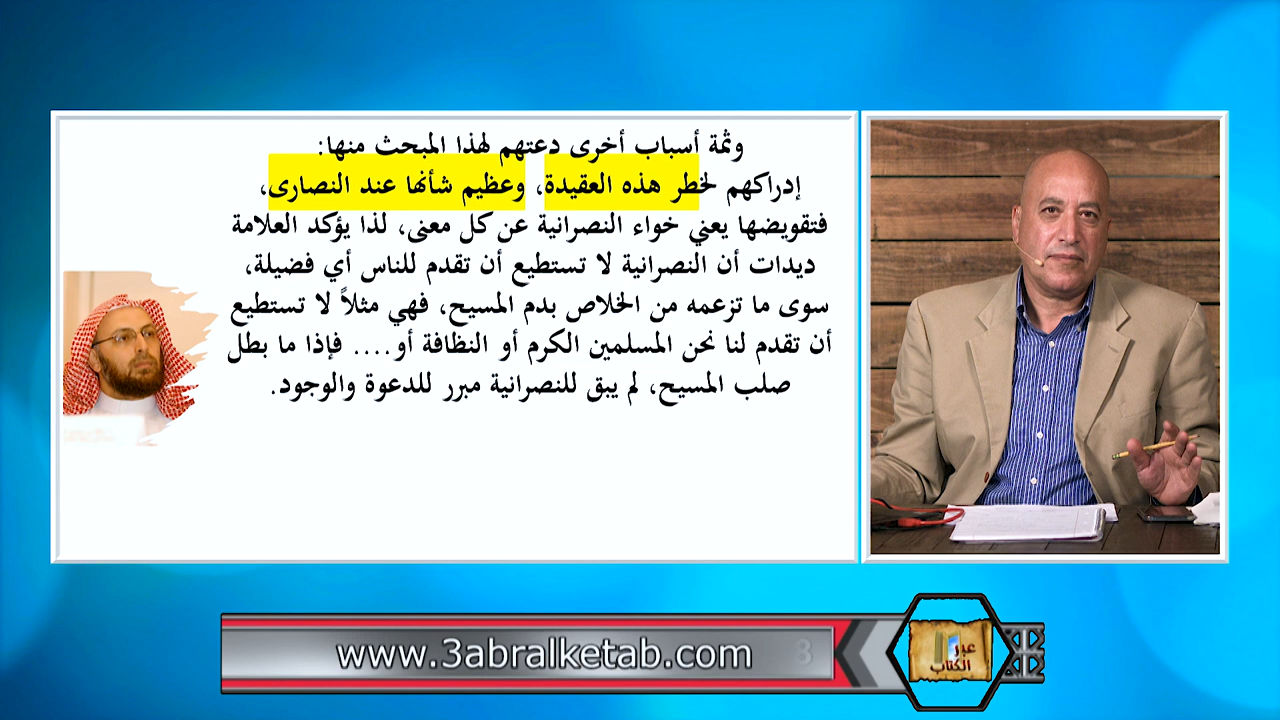 وثمة أسباب أخرى دعتهم لهذا المبحث منها:
إدراكهم لخطر هذه العقيدة، وعظيم شأنها عند النصارى،
فتقويضها يعني خواء النصرانية عن كل معنى، لذا يؤكد العلامة
ديدات أن النصرانية لا تستطيع أن تقدم للناس أي فضيلة،
سوى ما تزعمه من الخلاص بدم المسيح، فهي مثلاً لا تستطيع
أن تقدم لنا نحن المسلمين الكرم أو النظافة أو.... فإذا ما بطل
صلب المسيح، لم يبق للنصرانية مبرر للدعوة والوجود.
www.3abralketab.com
8
عبر
الكتاب